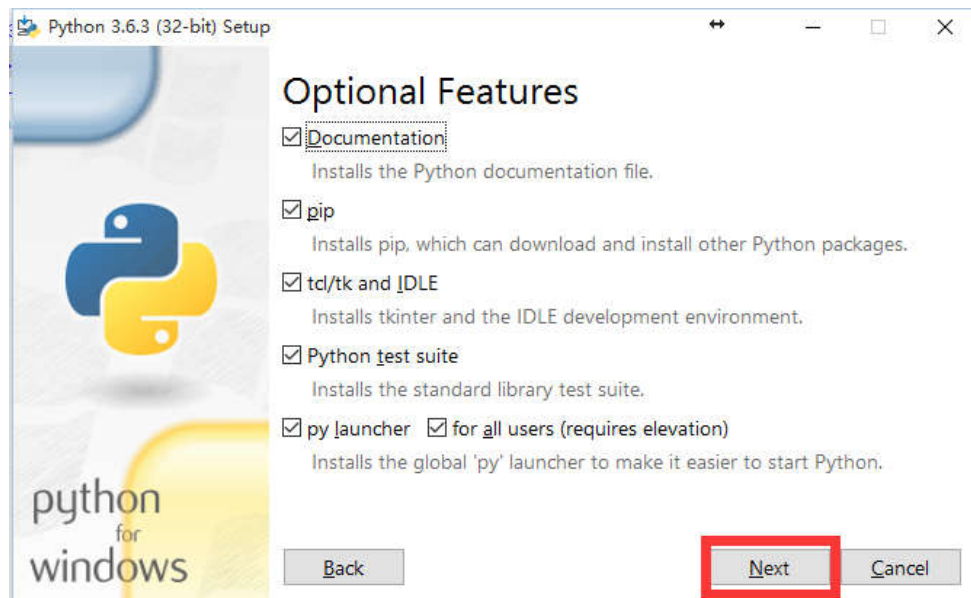 Python 3.6.3 (32-bit) Setup
Optional Features
Documentation
Installs the Python documentation file.
pip
Installs pip, which can download and install other Python packages.
tcl/tk and IDLE
Installs tkinter and the IDLE development environment.
Python test suite
Installs the standard library test suite.
py launcher for all users (requires elevation)
Installs the global 'py' launcher to make it easier to start Python.
python
for
windows
Back Next Cancel